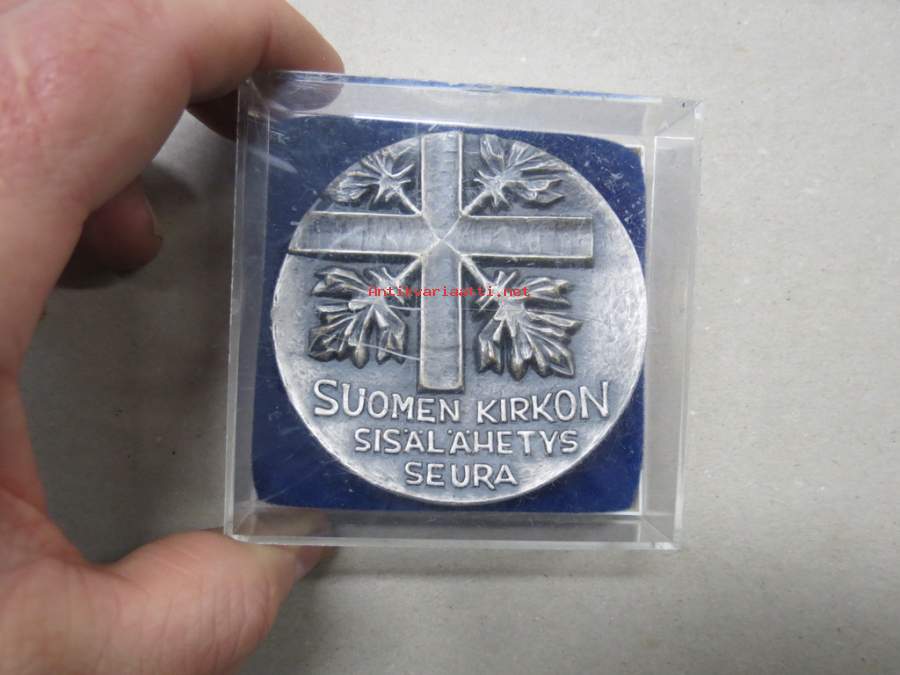 Antikvariaatti.net
SUOMEN KIRKON
SISÄLÄHETYS
SEURA